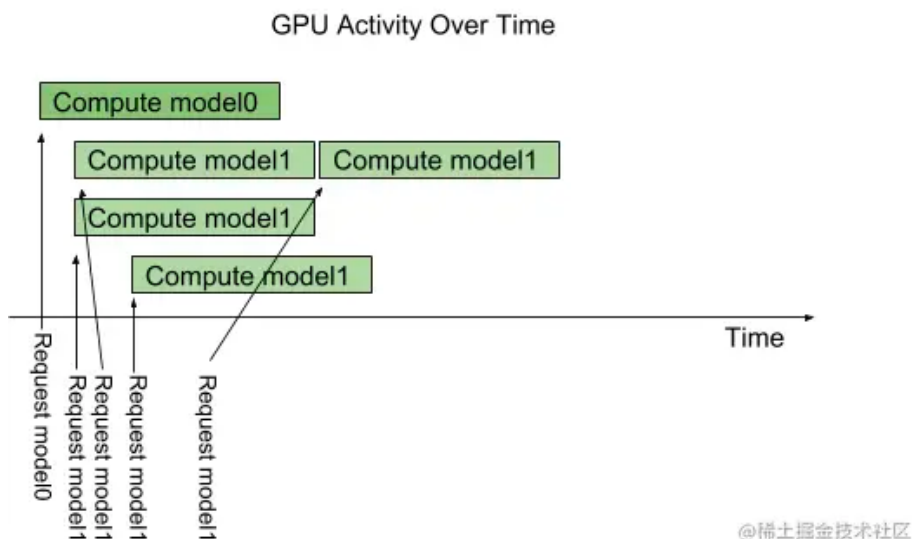 GPU Activity Over Time
Compute model0
Compute model1
Compute model1
Compute model1
Compute model1
Time
Request model0
Request model1
Request model1
Request model1
Request model1
@稀土掘金技术社区